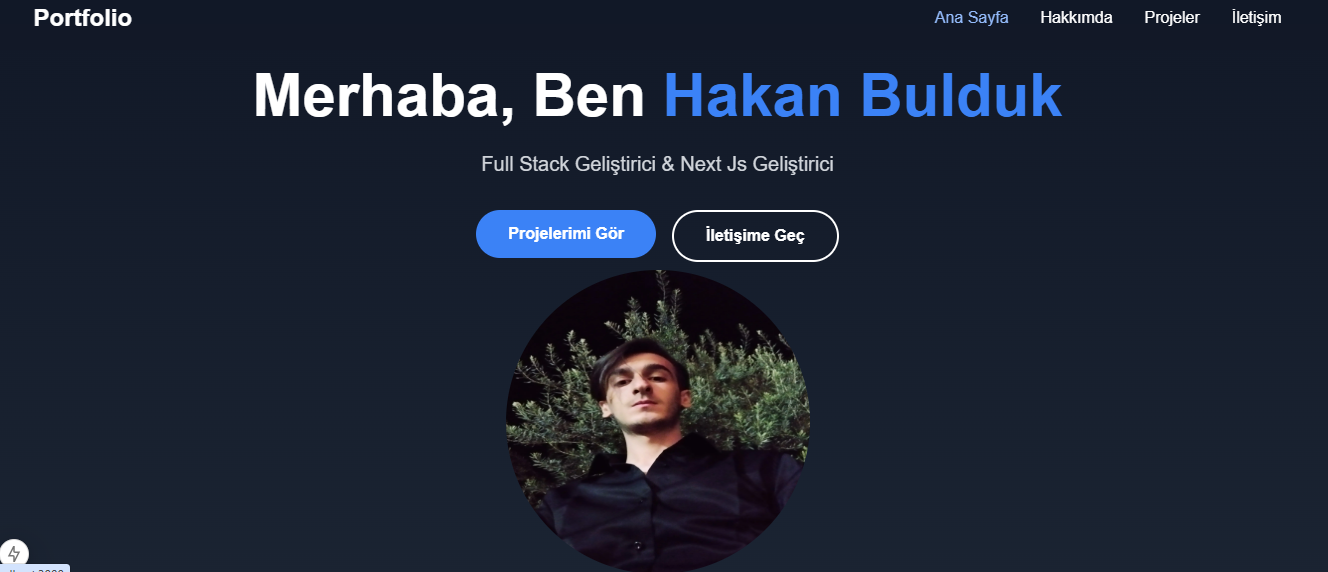 Portfolio
Ana Sayfa Hakkımda Projeler İletişim
Merhaba, Ben Hakan Bulduk
Full Stack Geliştirici & Next Js Geliştirici
Projelerimi Gör İletişime Geç